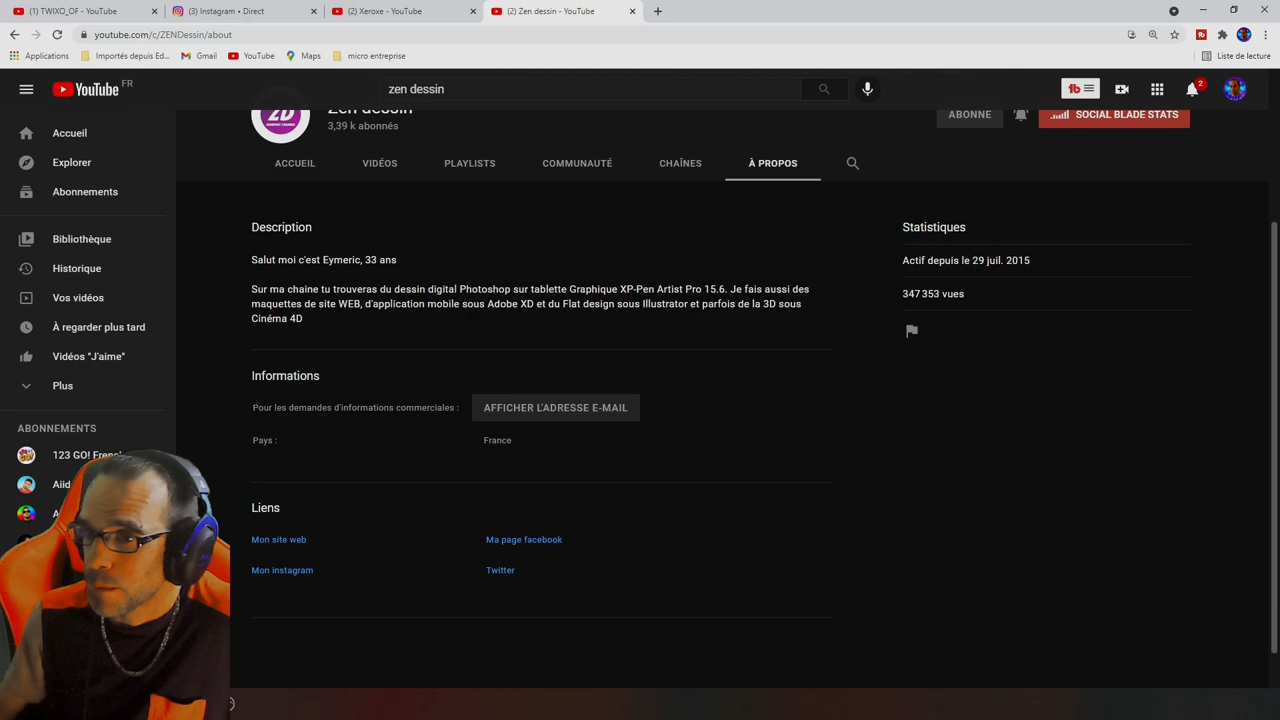 (1) TWIXO_OF - YouTube
(3) Instagram • Direct
(2) Xeroxe - YouTube
(2) Zen dessin - YouTube
youtube.com/c/ZENDessin/about
Applications
Importés depuis Ed...
Gmail
YouTube
Maps
micro entreprise
Liste de lecture
YouTube FR
zen dessin
2
Zen dessin
3,39 k abonnés
ABONNÉ
SOCIAL BLADE STATS
ACCUEIL
VIDÉOS
PLAYLISTS
COMMUNAUTÉ
CHAÎNES
À PROPOS
Accueil
Explorer
Abonnements
Bibliothèque
Historique
Vos vidéos
À regarder plus tard
Vidéos "J'aime"
Plus
ABONNEMENTS
123 GO! Frenc
Aiid
Description
Salut moi c'est Eymeric, 33 ans
Sur ma chaine tu trouveras du dessin digital Photoshop sur tablette Graphique XP-Pen Artist Pro 15.6. Je fais aussi des
maquettes de site WEB, d'application mobile sous Adobe XD et du Flat design sous Illustrator et parfois de la 3D sous
Cinéma 4D
Informations
Pour les demandes d'informations commerciales :
AFFICHER L'ADRESSE E-MAIL
Pays :
France
Liens
Mon site web
Ma page facebook
Mon instagram
Twitter
Statistiques
Actif depuis le 29 juil. 2015
347 353 vues